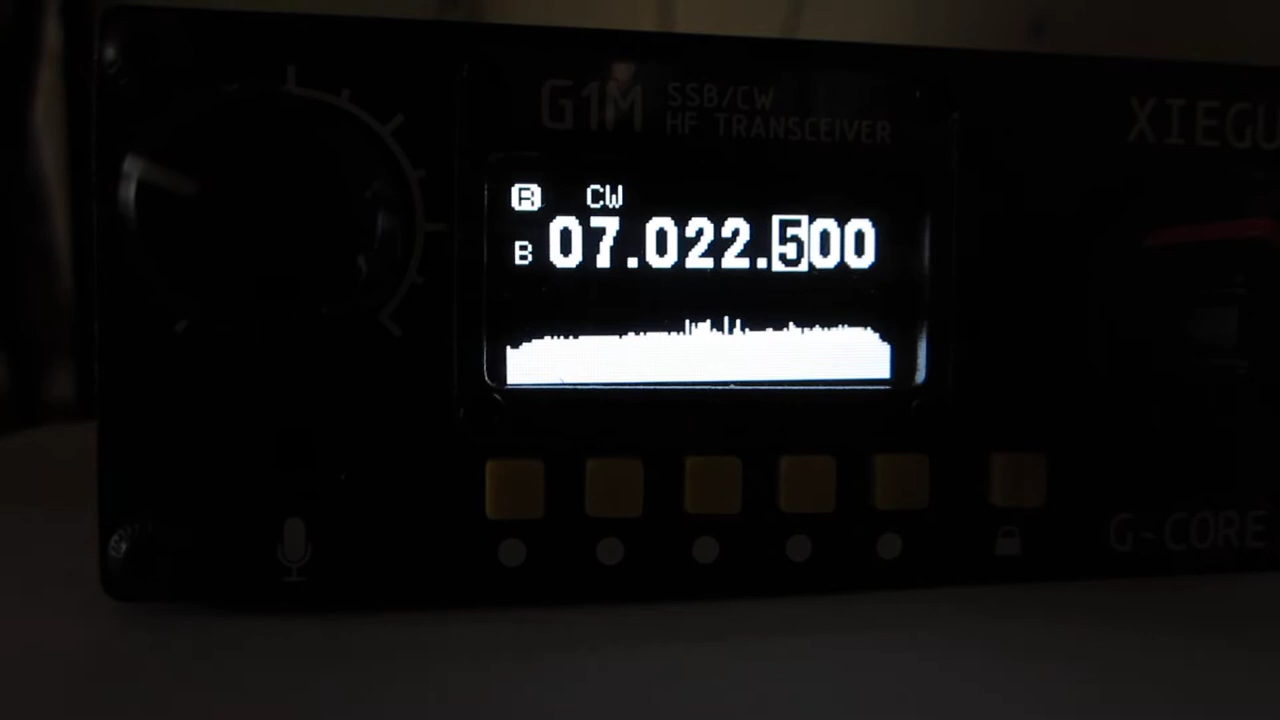 G1M SSB/CW
HF TRANSCEIVER
XIEGU
R CW
B 07.022.500
G-CORE